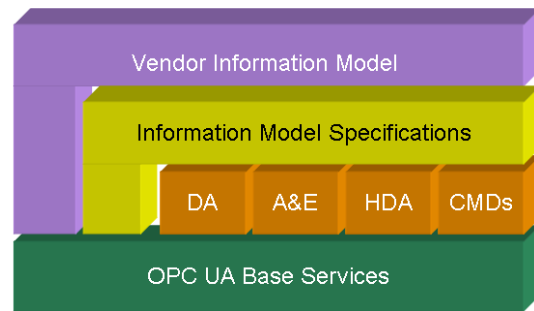 Vendor Information Model
Information Model Specifications
DA A&E HDA CMDs
OPC UA Base Services